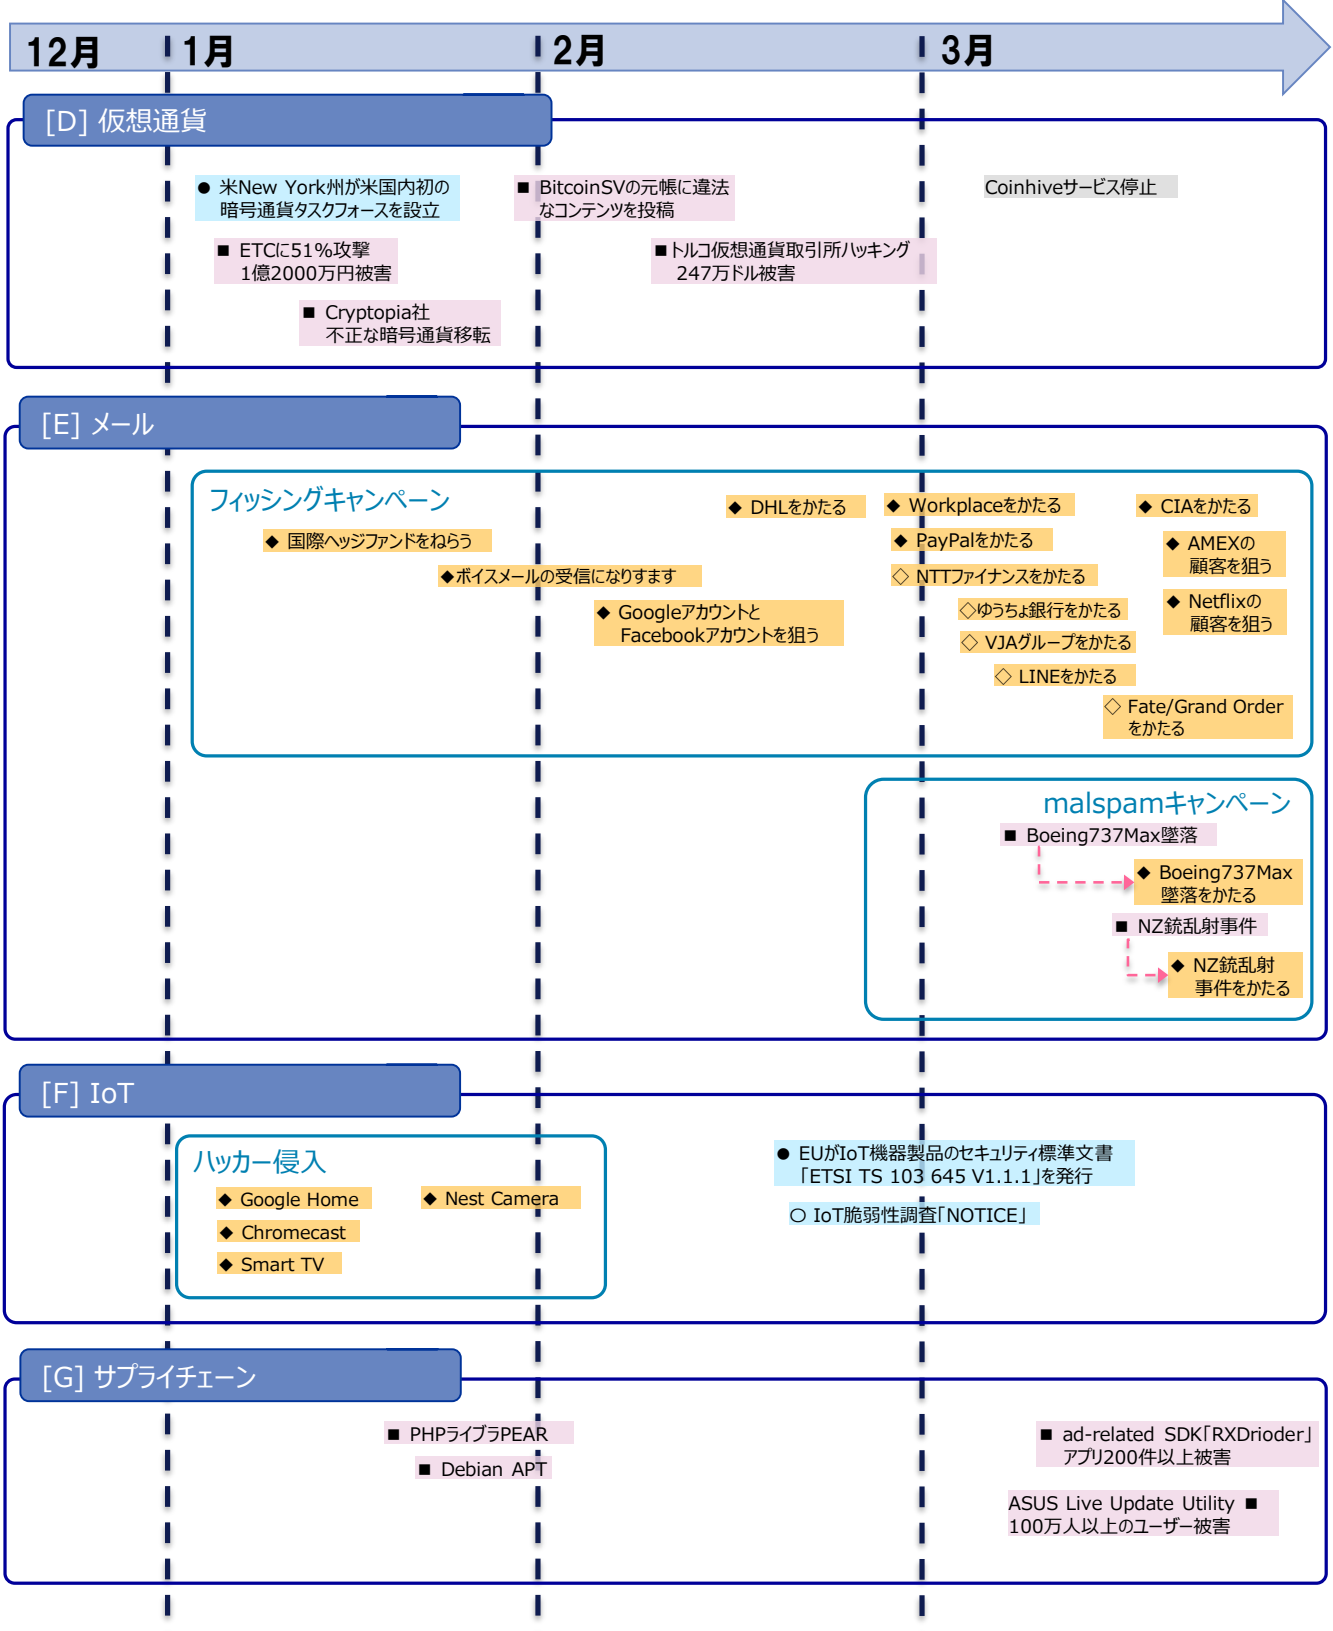 12月 1月 2月 3月
[D] 仮想通貨
● 米New York州が米国内初の
暗号通貨タスクフォースを設立
■ BitcoinSVの元帳に違法
なコンテンツを投稿
Coinhiveサービス停止
■ ETCに51%攻撃
1億2000万円被害
■トルコ仮想通貨取引所ハッキング
247万ドル被害
■ Cryptopia社
不正な暗号通貨移転
[E] メール
フィッシングキャンペーン
◆ DHLをかたる
◆ Workplaceをかたる
◆ CIAをかたる
◆ 国際ヘッジファンドをねらう
◆ PayPalをかたる
◆ AMEXの
顧客を狙う
◆ボイスメールの受信になりすます
◇ NTTファイナンスをかたる
◆ Googleアカウントと
Facebookアカウントを狙う
◇ゆうちょ銀行をかたる
◆ Netflixの
顧客を狙う
◇ VJAグループをかたる
◇ LINEをかたる
◇ Fate/Grand Order
をかたる
malspamキャンペーン
■ Boeing737Max墜落
◆ Boeing737Max
墜落をかたる
■ NZ銃乱射事件
◆ NZ銃乱射
事件をかたる
[F] IoT
ハッカー侵入
◆ Google Home
◆ Nest Camera
◆ Chromecast
◆ Smart TV
● EUがIoT機器製品のセキュリティ標準文書
「ETSI TS 103 645 V1.1.1」を発行
○ IoT脆弱性調査「NOTICE」
[G] サプライチェーン
■ PHPライブラPEAR
■ Debian APT
■ ad-related SDK「RXDrioder」
アプリ200件以上被害
ASUS Live Update Utility ■
100万人以上のユーザー被害